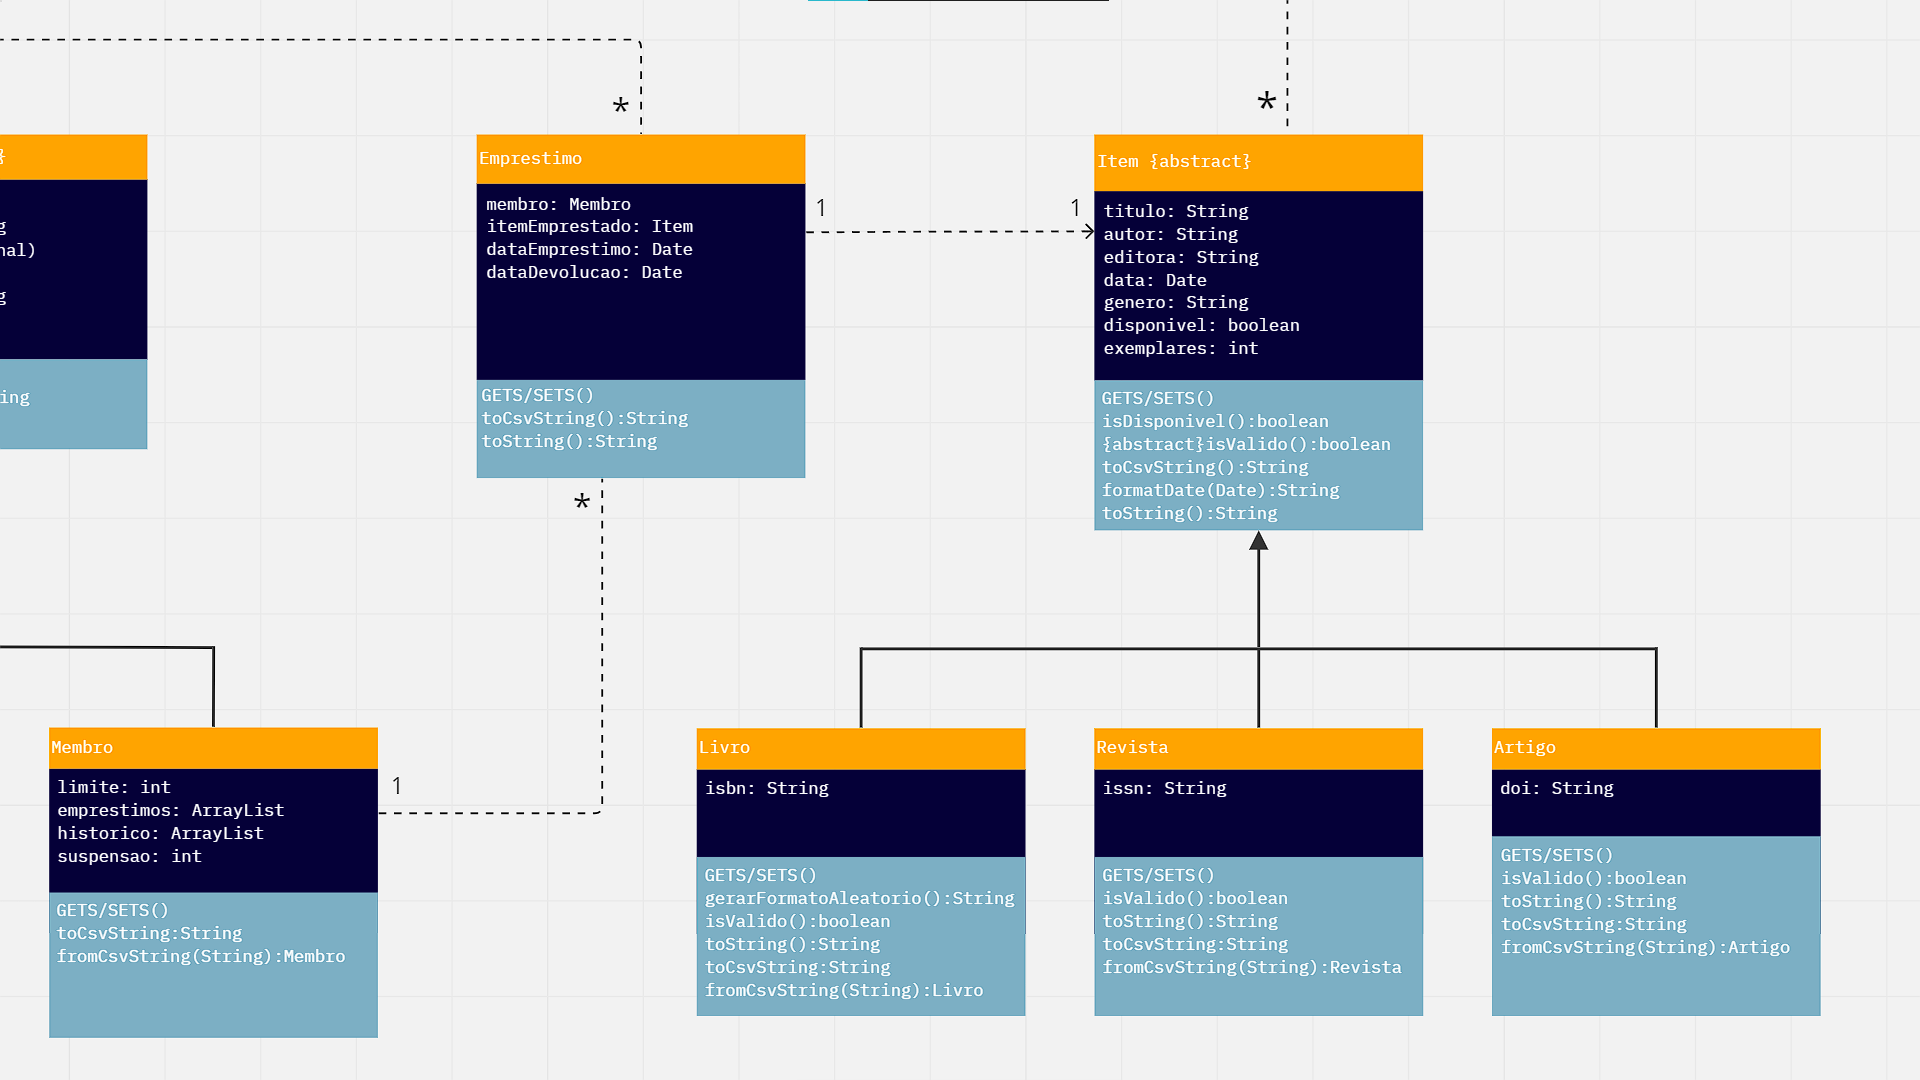 *
*
nal)
ing
Emprestimo
membro: Membro
itemEmprestado: Item
dataEmprestimo: Date
dataDevolucao: Date
GETS/SETS()
toCsvString():String
toString():String
1
1
Item {abstract}
titulo: String
autor: String
editora: String
data: Date
genero: String
disponivel: boolean
exemplares: int
GETS/SETS()
isDisponivel():boolean
{abstract}isValido():boolean
toCsvString():String
formatDate(Date):String
toString():String
*
Membro
limite: int
emprestimos: ArrayList
historico: ArrayList
suspensao: int
GETS/SETS()
toCsvString:String
fromCsvString(String):Membro
1
Livro
isbn: String
GETS/SETS()
gerarFormatoAleatorio():String
isValido():boolean
toString():String
toCsvString:String
fromCsvString(String):Livro
Revista
issn: String
GETS/SETS()
isValido():boolean
toString():String
toCsvString:String
fromCsvString(String):Revista
Artigo
doi: String
GETS/SETS()
isValido():boolean
toString():String
toCsvString:String
fromCsvString(String):Artigo